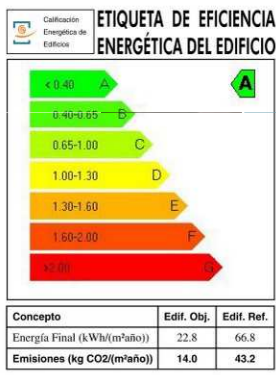 Calificación
Energética de
Edificios
ETIQUETA DE EFICIENCIA
ENERGÉTICA DEL EDIFICIO
< 0.40 A
A
0.40-0.65 B
0.65-1.00 C
1.00-1.30 D
1.30-1.60 E
1.60-2.00 F
>2.00 G
Concepto Edif. Obj. Edif. Ref.
Energía Final (kWh/(m²año)) 22.8 66.8
Emisiones (kg CO2/(m²año)) 14.0 43.2